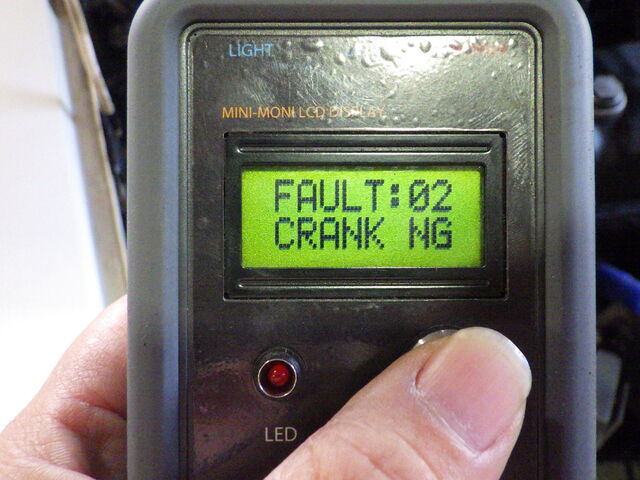 LIGHT
MINI-MONI LCD DISPLAY
FAULT:02
CRANK NG
LED